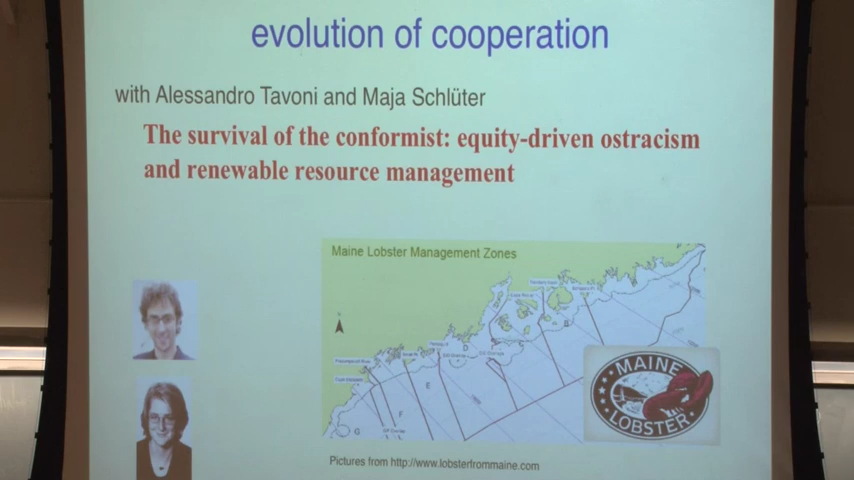 evolution of cooperation
with Alessandro Tavoni and Maja Schlüter
The survival of the conformist: equity-driven ostracism
and renewable resource management
Maine Lobster Management Zones
D
E
F
G
MAINE
LOBSTER
Pictures from http://www.lobsterfrommaine.com